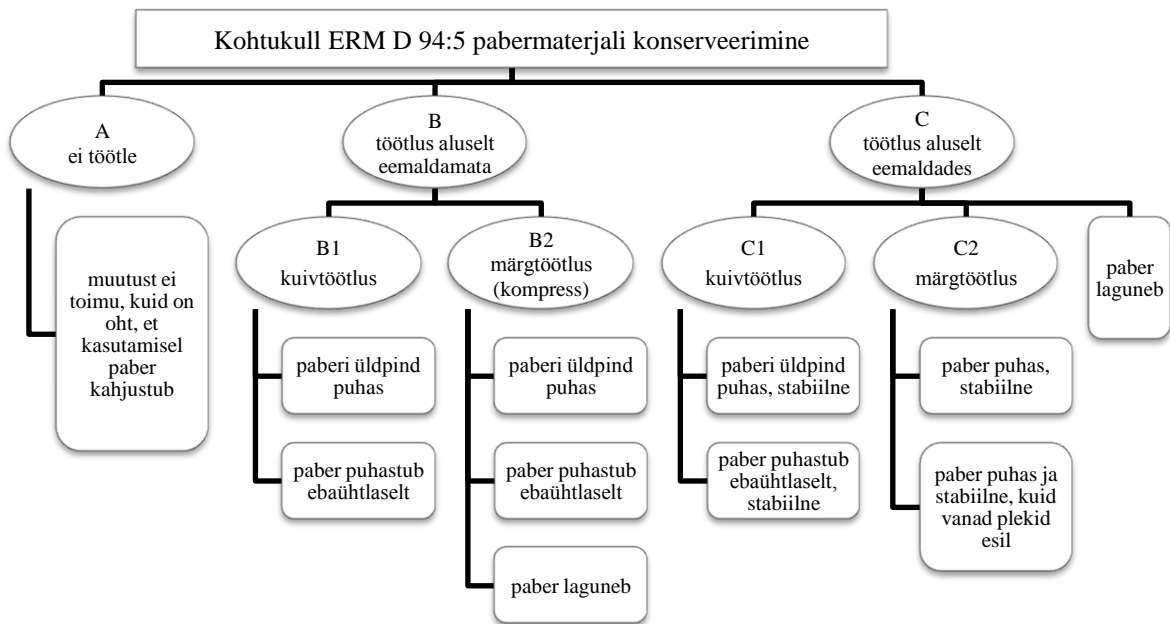 Kohtukull ERM D 94:5 pabermaterjali konserveerimine
A
ei töötle
muutust ei
toimu, kuid on
oht, et
kasutamisel
paber
kahjustub
B
töötlus aluselt
eemaldamata
B1
kuivtöötlus
paberi üldpind
puhas
paber puhastub
ebaühtlaselt
B2
märgtöötlus
(kompress)
paberi üldpind
puhas
paber puhastub
ebaühtlaselt
paber laguneb
C
töötlus aluselt
eemaldades
C1
kuivtöötlus
paberi üldpind
puhas, stabiilne
paber puhastub
ebaühtlaselt,
stabiilne
C2
märgtöötlus
paber puhas,
stabiilne
paber puhas ja
stabiilne, kuid
vanad plekid
esil
paber
laguneb